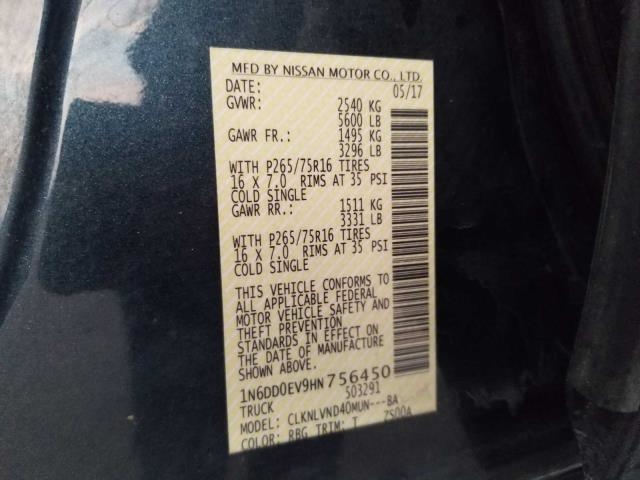 MFD BY NISSAN MOTOR CO., LTD.
DATE: 05/17
GVWR: 2540 KG
5600 LB
GAWR FR.: 1495 KG
3296 LB
WITH P265/75R16 TIRES
16 X 7.0 RIMS AT 35 PSI
COLD SINGLE
GAWR RR.: 1511 KG
3331 LB
WITH P265/75R16 TIRES
16 X 7.0 RIMS AT 35 PSI
COLD SINGLE
THIS VEHICLE CONFORMS TO
ALL APPLICABLE FEDERAL
MOTOR VEHICLE SAFETY AND
THEFT PREVENTION
STANDARDS IN EFFECT ON
THE DATE OF MANUFACTURE
SHOWN ABOVE.
1N6DD0EV9HN756450
TRUCK 503291
MODEL: CLKNLVND40MUN---BA
COLOR: RBG TRIM: T ZS00A